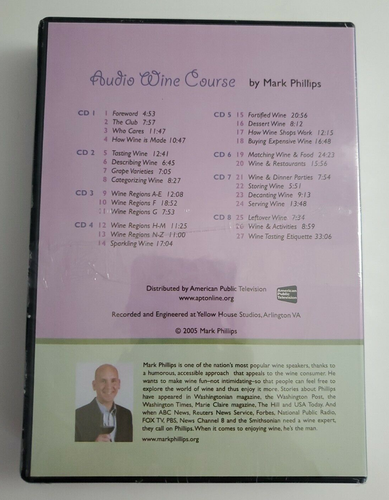 Audio Wine Course by Mark Phillips
CD 1 1 Foreword 4:53
2 The Club 7:57
3 Who Cares 11:47
4 How Wine is Made 10:47
CD 2 5 Tasting Wine 12:41
6 Describing Wine 6:45
7 Grape Varieties 7:05
8 Categorizing Wine 8:27
CD 3 9 Wine Regions A-E 12:08
10 Wine Regions F 18:52
21 Wine Regions G 7:53
CD 4 12 Wine Regions H-M 11:25
13 Wine Regions N-Z 11:00
14 Sparkling Wine 17:04
CD 5 15 Fortified Wine 20:56
16 Dessert Wine 8:12
17 How Wine Shops Work 12:15
18 Buying Expensive Wine 16:48
CD 6 19 Matching Wine & Food 24:23
20 Wine & Restaurants 15:56
CD 7 21 Wine & Dinner Parties 7:54
22 Storing Wine 5:51
23 Decanting Wine 9:13
24 Serving Wine 13:48
CD 8 25 Leftover Wine 7:34
26 Wine & Activities 8:59
27 Wine Tasting Etiquette 33:06
Distributed by American Public Television
www.aptonline.org
American
Public
Recorded and Engineered at Yellow House Studios, Arlington VA
© 2005 Mark Phillips
Mark Phillips is one of the nation's most popular wine speakers, thanks to
a humorous, accessible approach that appeals to the wine consumer. He
wants to make wine fun–not intimidating–so that people can feel free to
explore the world of wine and thus enjoy it more. Stories about Phillips
have appeared in Washingtonian magazine, the Washington Post, the
Washington Times, Marie Claire magazine, The Hill and USA Today. And
when ABC News, Reuters News Service, Forbes, National Public Radio,
FOX TV, PBS, News Channel 8 and the Smithsonian need a wine expert,
they call on Phillips. When it comes to enjoying wine, he's the man.
www.markphillips.org